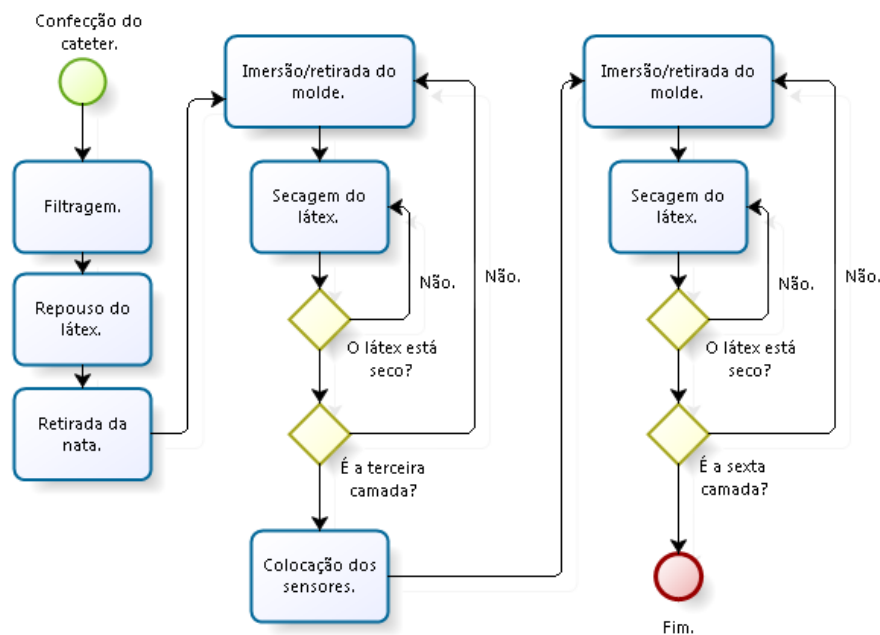 Confecção do
cateter.
Filtragem.
Repouso do
látex.
Retirada da
nata.
Imersão/retirada do
molde.
Secagem do
látex.
Não.
Não.
O látex está
seco?
É a terceira
camada?
Colocação dos
sensores.
Imersão/retirada do
molde.
Secagem do
látex.
Não.
Não.
O látex está
seco?
É a sexta
camada?
Fim.